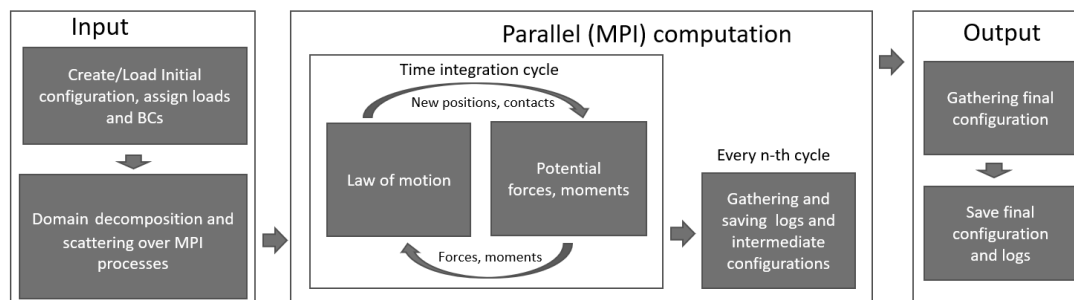 Input
Create/Load Initial
configuration, assign loads
and BCs
Domain decomposition and
scattering over MPI
processes
Parallel (MPI) computation
Time integration cycle
New positions, contacts
Law of motion
Potential
forces, moments
Forces, moments
Every n-th cycle
Gathering and
saving logs and
intermediate
configurations
Output
Gathering final
configuration
Save final
configuration
and logs